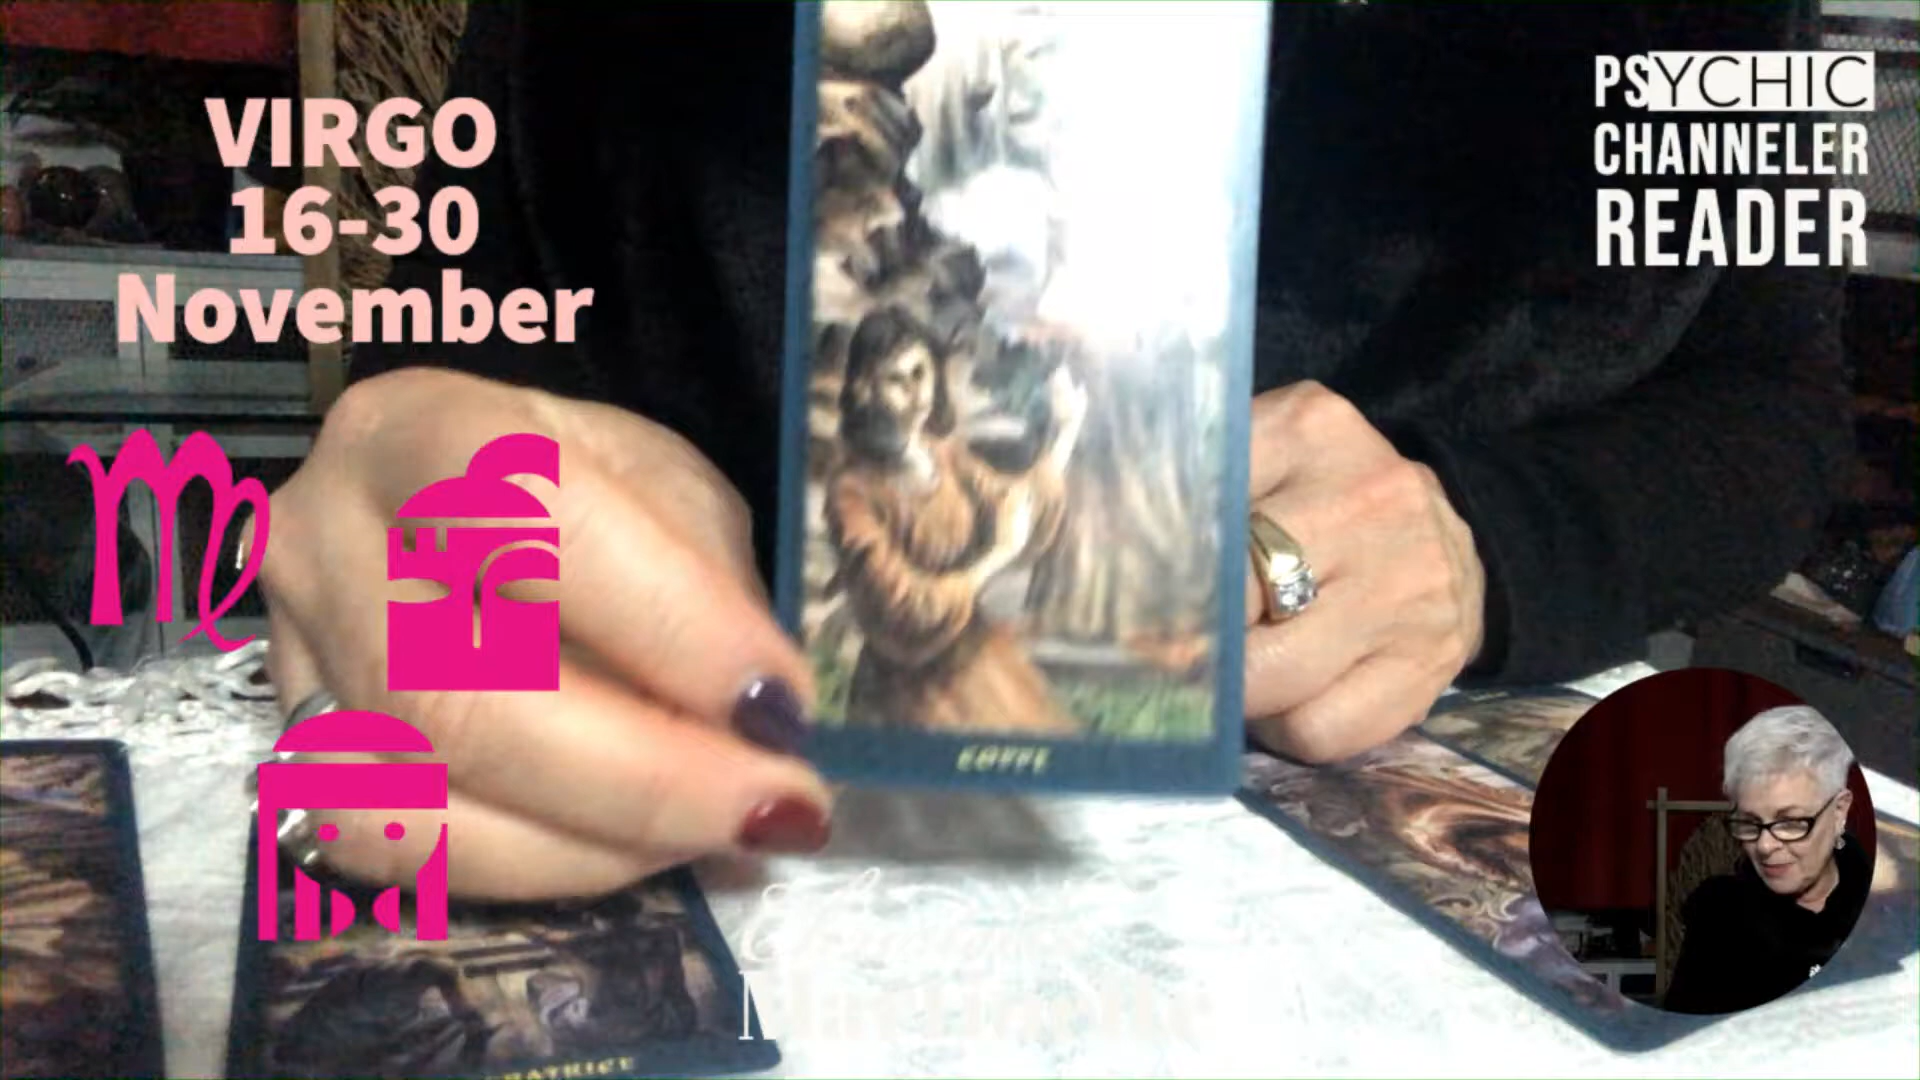 VIRGO
16-30
November
PSYCHIC
CHANNELER
READER
COPPE